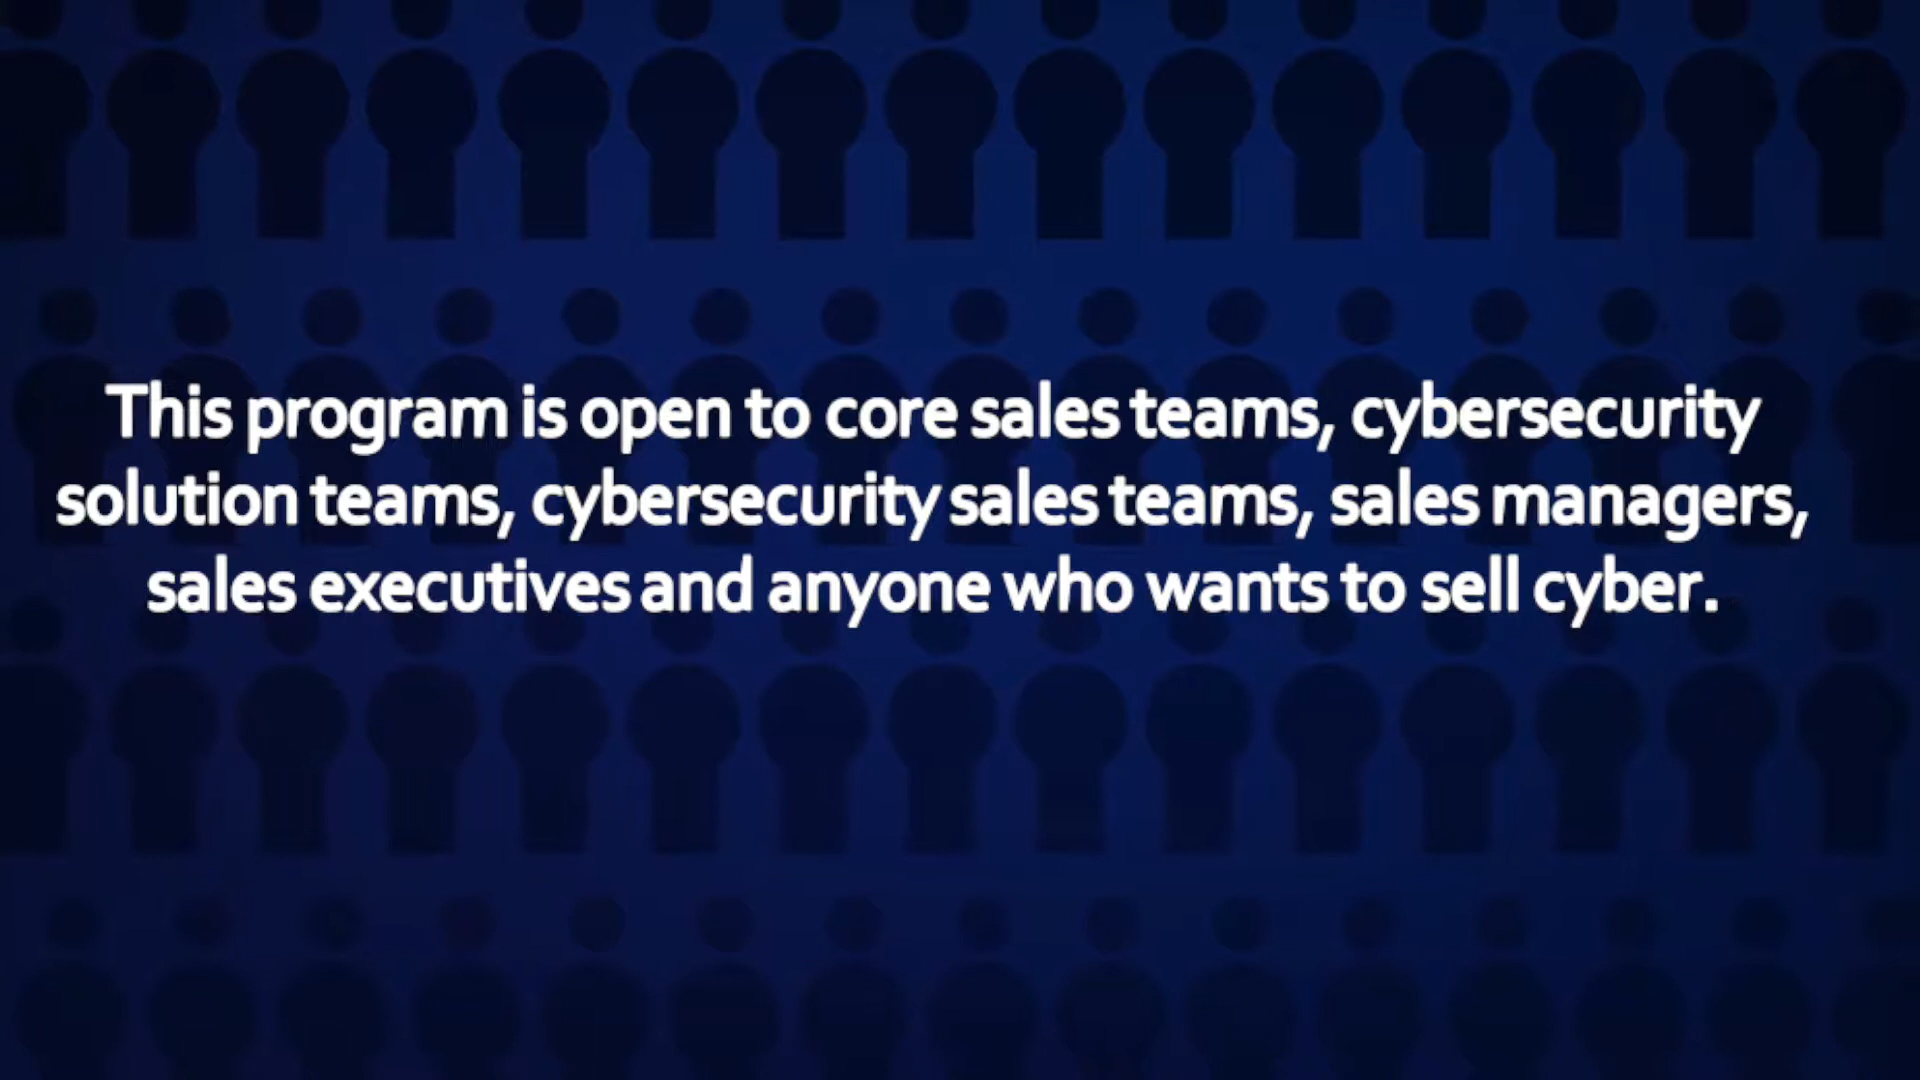 This program is open to core sales teams, cybersecurity
solution teams, cybersecurity sales teams, sales managers,
sales executives and anyone who wants to sell cyber.